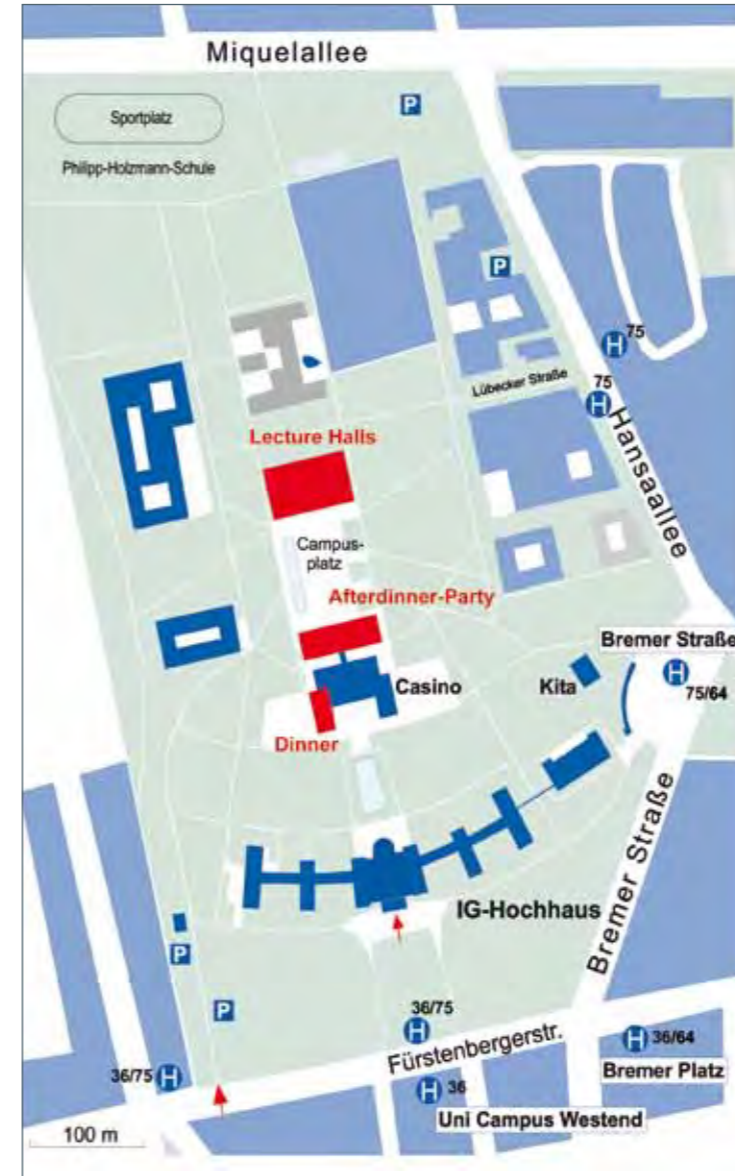 Miquelallee
P
Sportplatz
Philipp-Holzmann-Schule
P
H 75
75
H
Lübecker Straße
Hansaallee
Lecture Halls
Campus-
platz
Afterdinner-Party
Bremer Straße
H
75/64
Casino
Kita
Dinner
Bremer Straße
IG-Hochhaus
P
P
36/75
H
Fürstenbergerstr.
H 36/64
Bremer Platz
36/75 H
H 36
Uni Campus Westend
100 m